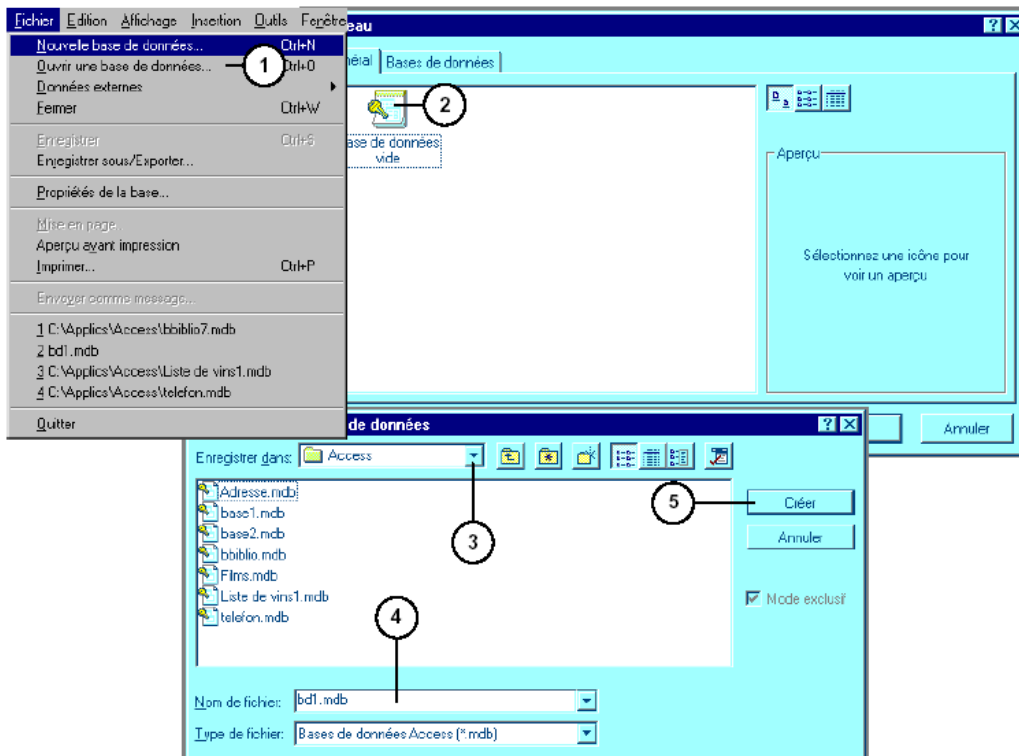 Fichier Edition Affichage Insertion Outils Fenêtre
Nouvelle base de données... Ctrl+N
Ouvrir une base de données... Ctrl+O
1
Données externes
Fermer Ctrl+W
Enregistrer Ctrl+S
Enregistrer sous/Exporter...
Propriétés de la base...
Mise en page...
Aperçu avant impression
Imprimer... Ctrl+P
Envoyer comme message...
1 C:\Applics\Access\bbiblio7.mdb
2 bd1.mdb
3 C:\Applics\Access\Liste de vins1.mdb
4 C:\Applics\Access\telefon.mdb
Quitter
eau
éral Bases de données
2
ase de données
vide
Aperçu
Sélectionnez une icône pour
voir un aperçu
Annuler
de données
Enregistrer dans: Access
3
Adresse.mdb
base1.mdb
base2.mdb
bbiblio.mdb
Films.mdb
Liste de vins1.mdb
telefon.mdb
4
5
Créer
Annuler
Mode exclusif
Nom de fichier: bd1.mdb
Type de fichier: Bases de données Access (*.mdb)